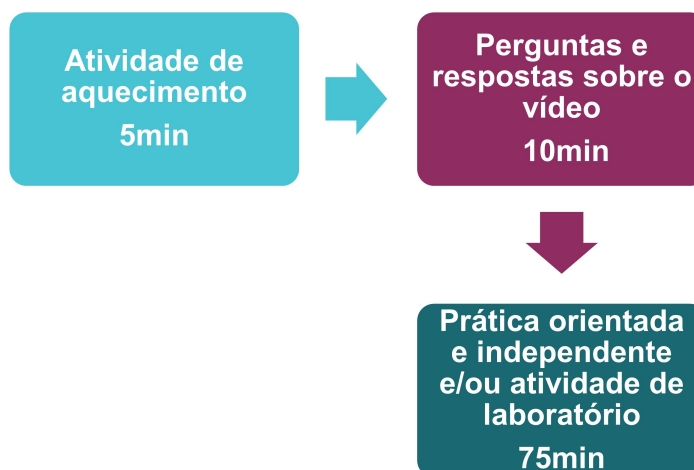 Atividade de
aquecimento
5min
Perguntas e
respostas sobre o
vídeo
10min
Prática orientada
e independente
e/ou atividade de
laboratório
75min